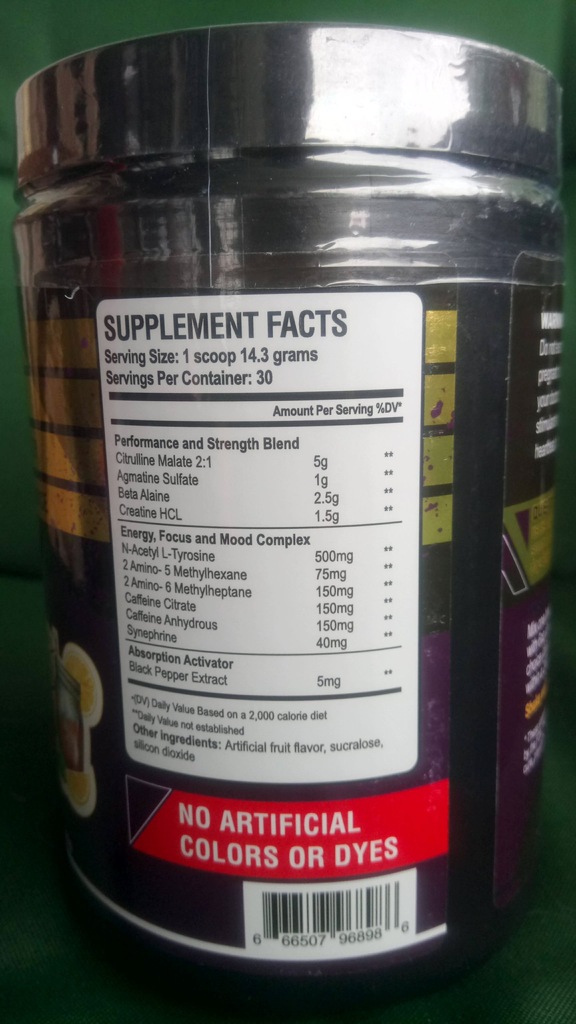 SUPPLEMENT FACTS
Serving Size: 1 scoop 14.3 grams
Servings Per Container: 30
Amount Per Serving %DV*
Performance and Strength Blend
Citrulline Malate 2:1 5g **
Agmatine Sulfate 1g **
Beta Alaine 2.5g **
Creatine HCL 1.5g **
Energy, Focus and Mood Complex
N-Acetyl L-Tyrosine 500mg **
2 Amino- 5 Methylhexane 75mg **
2 Amino- 6 Methylheptane 150mg **
Caffeine Citrate 150mg **
Caffeine Anhydrous 150mg **
Synephrine 40mg **
Absorption Activator
Black Pepper Extract 5mg **
*(DV) Daily Value Based on a 2,000 calorie diet
**Daily Value not established
Other ingredients: Artificial fruit flavor, sucralose,
silicon dioxide
NO ARTIFICIAL
COLORS OR DYES
6 66507 96898 6